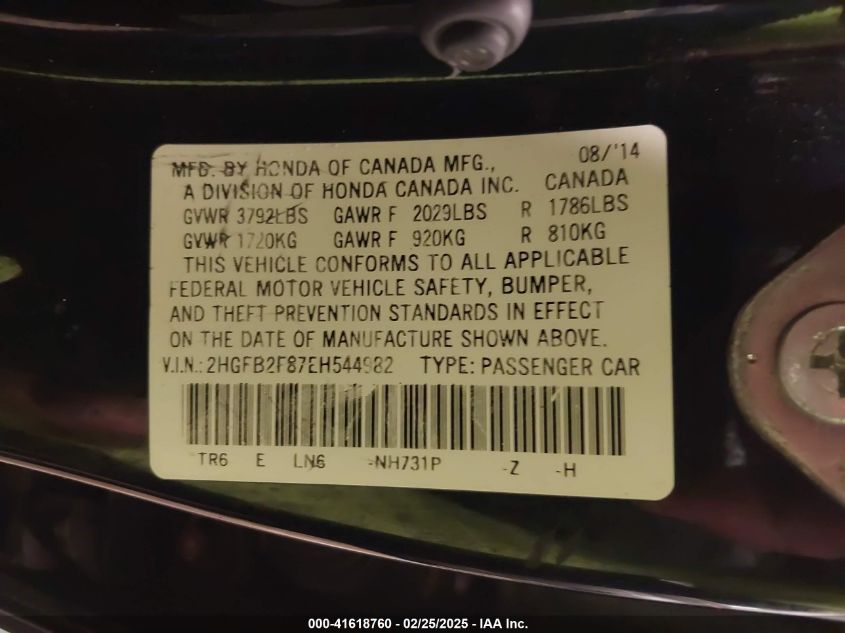 MFD. BY HONDA OF CANADA MFG., 08/'14
A DIVISION OF HONDA CANADA INC. CANADA
GVWR 3792LBS GAWR F 2029LBS R 1786LBS
GVWR 1720KG GAWR F 920KG R 810KG
THIS VEHICLE CONFORMS TO ALL APPLICABLE
FEDERAL MOTOR VEHICLE SAFETY, BUMPER,
AND THEFT PREVENTION STANDARDS IN EFFECT
ON THE DATE OF MANUFACTURE SHOWN ABOVE.
V.I.N.: 2HGFB2F87EH544982 TYPE: PASSENGER CAR
TR6 E LN6 -NH731P -Z -H
000-41618760 - 02/25/2025 - IAA Inc.